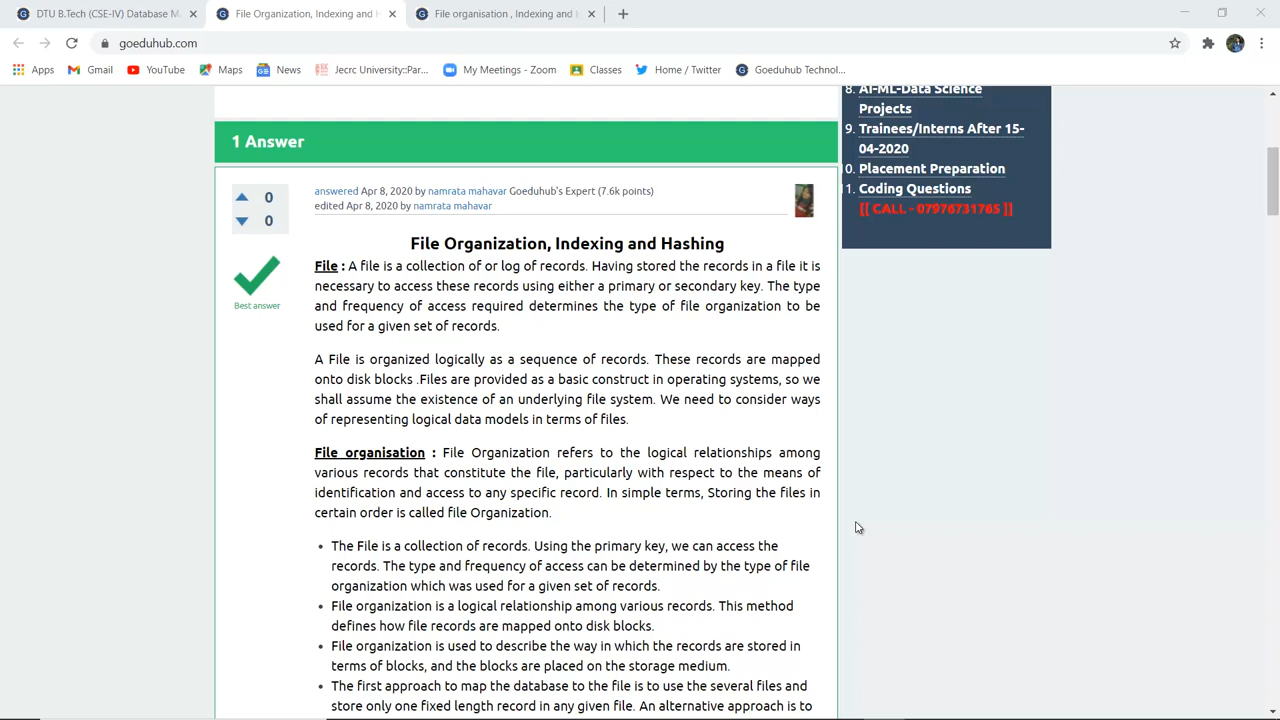 DTU B.Tech (CSE-IV) Database M
File Organization, Indexing and H
File organisation , Indexing and
goeduhub.com
Apps
Gmail
YouTube
Maps
News
Jecrc University::Par...
My Meetings - Zoom
Classes
Home / Twitter
Goeduhub Technol...
8. AI-ML-Data Science
Projects
9. Trainees/Interns After 15-
04-2020
10. Placement Preparation
11. Coding Questions
[[ CALL - 07976731765 ]]
1 Answer
0
0
Best answer
answered Apr 8, 2020 by namrata mahavar Goeduhub's Expert (7.6k points)
edited Apr 8, 2020 by namrata mahavar
File Organization, Indexing and Hashing
File : A file is a collection of or log of records. Having stored the records in a file it is
necessary to access these records using either a primary or secondary key. The type
and frequency of access required determines the type of file organization to be
used for a given set of records.
A File is organized logically as a sequence of records. These records are mapped
onto disk blocks .Files are provided as a basic construct in operating systems, so we
shall assume the existence of an underlying file system. We need to consider ways
of representing logical data models in terms of files.
File organisation : File Organization refers to the logical relationships among
various records that constitute the file, particularly with respect to the means of
identification and access to any specific record. In simple terms, Storing the files in
certain order is called file Organization.
• The File is a collection of records. Using the primary key, we can access the
records. The type and frequency of access can be determined by the type of file
organization which was used for a given set of records.
• File organization is a logical relationship among various records. This method
defines how file records are mapped onto disk blocks.
• File organization is used to describe the way in which the records are stored in
terms of blocks, and the blocks are placed on the storage medium.
• The first approach to map the database to the file is to use the several files and
store only one fixed length record in any given file. An alternative approach is to